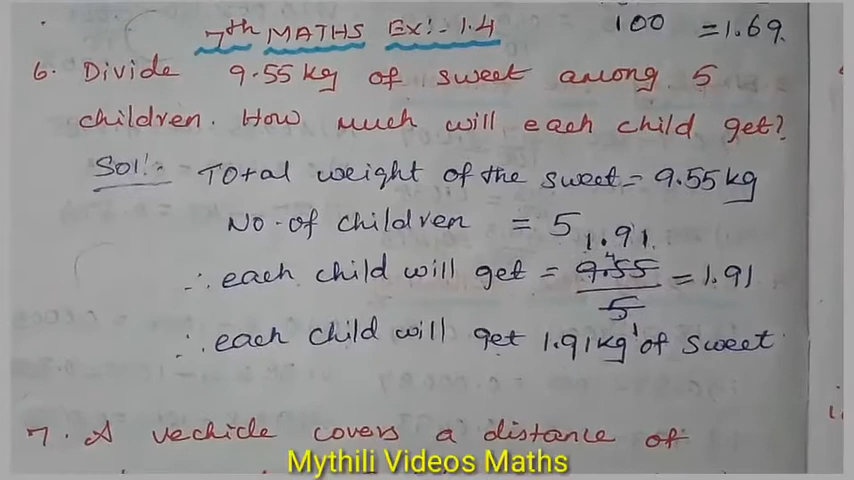 7th MATHS Ex:- 1.4
100 = 1.69.
6. Divide 9.55 kg of sweet among 5
children. How much will each child get?
Sol:- Total weight of the sweet = 9.55 kg
No. of children = 5
1.91
∴ each child will get = 9.55 / 5 = 1.91
∴ each child will get 1.91 kg of sweet
7. A vechicle covers a distance of
Mythili Videos Maths